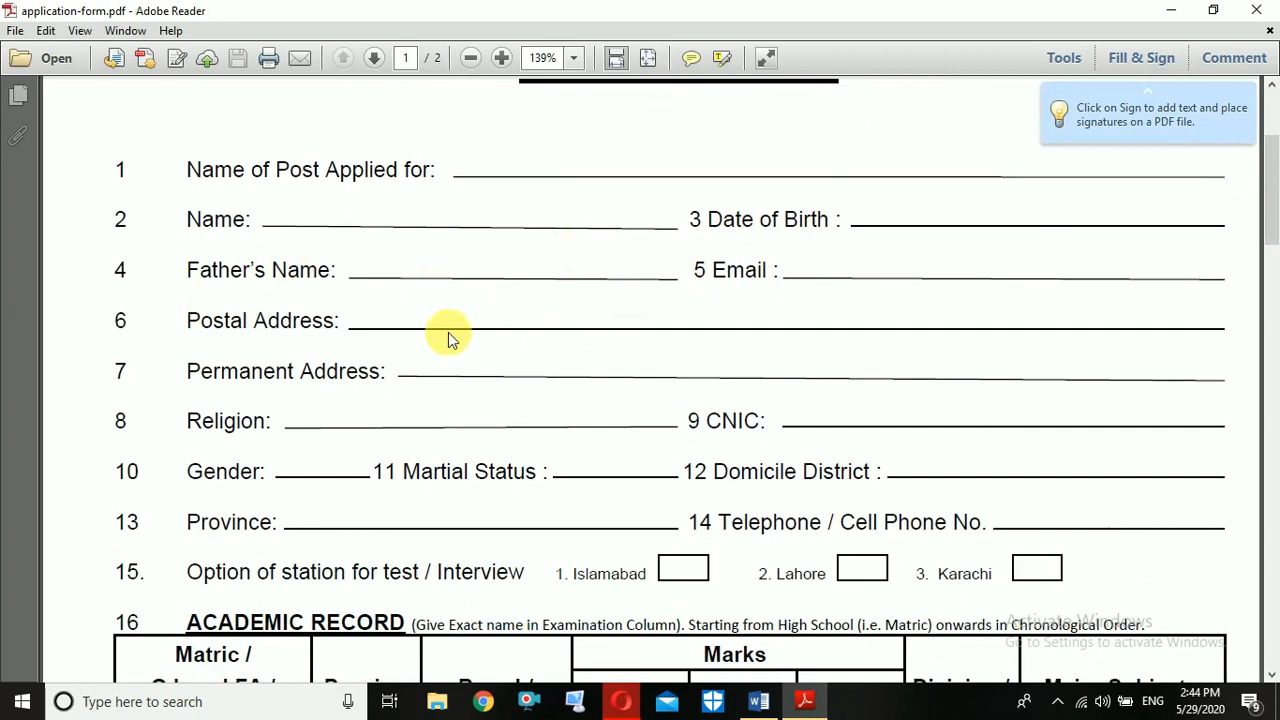 application-form.pdf - Adobe Reader
File Edit View Window Help
Open 1 / 2 139% Tools Fill & Sign Comment
Click on Sign to add text and place
signatures on a PDF file.
1 Name of Post Applied for:
2 Name: 3 Date of Birth :
4 Father’s Name: 5 Email :
6 Postal Address:
7 Permanent Address:
8 Religion: 9 CNIC:
10 Gender: 11 Martial Status : 12 Domicile District :
13 Province: 14 Telephone / Cell Phone No.
15. Option of station for test / Interview 1. Islamabad 2. Lahore 3. Karachi
16 ACADEMIC RECORD (Give Exact name in Examination Column). Starting from High School (i.e. Matric) onwards in Chronological Order.
Activate Windows
Go to Settings to activate Windows.
Matric / Marks
Type here to search ENG 2:44 PM
5/29/2020 9